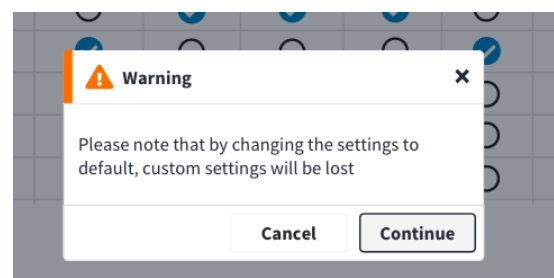 Warning
Please note that by changing the settings to
default, custom settings will be lost
Cancel
Continue